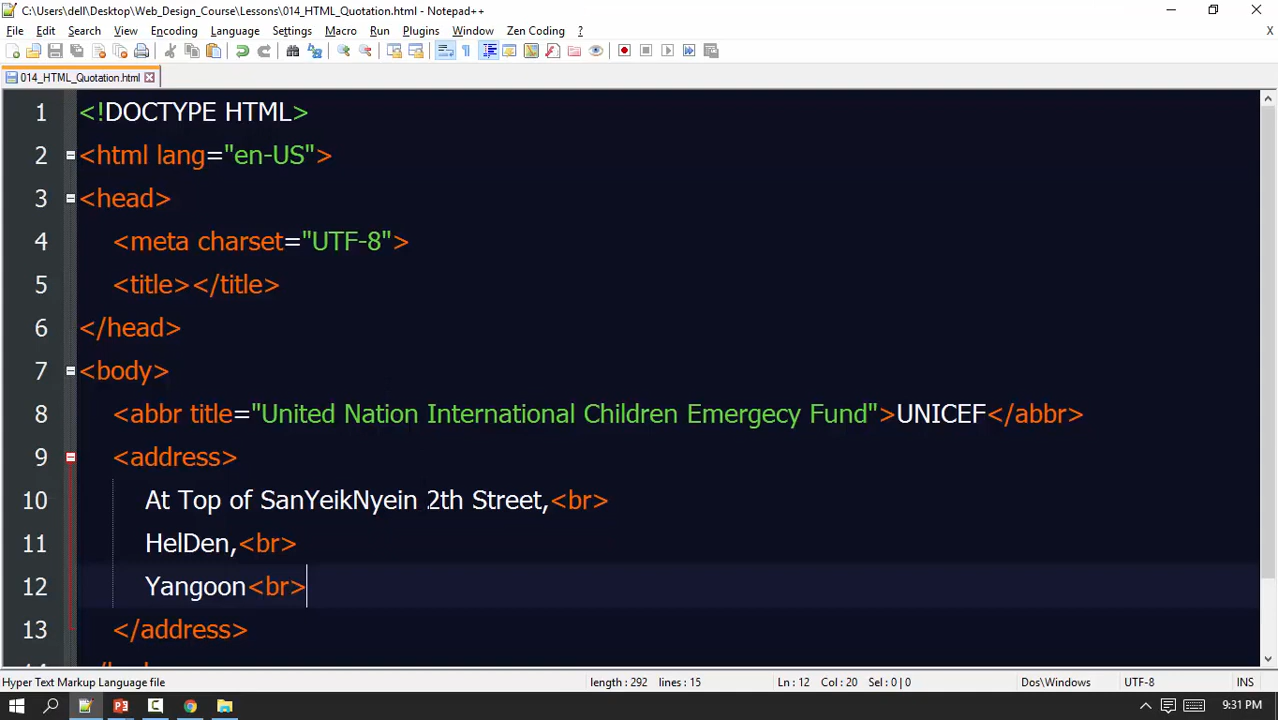 C:\Users\dell\Desktop\Web_Design_Course\Lessons\014_HTML_Quotation.html - Notepad++
File Edit Search View Encoding Language Settings Macro Run Plugins Window Zen Coding ? X
014_HTML_Quotation.html
1 <!DOCTYPE HTML>
2 <html lang="en-US">
3 <head>
4 <meta charset="UTF-8">
5 <title></title>
6 </head>
7 <body>
8 <abbr title="United Nation International Children Emergecy Fund">UNICEF</abbr>
9 <address>
10 At Top of SanYeikNyein 2th Street,<br>
11 HelDen,<br>
12 Yangoon<br>
13 </address>
Hyper Text Markup Language file length : 292 lines : 15 Ln : 12 Col : 20 Sel : 0 | 0 Dos\Windows UTF-8 INS
9:31 PM